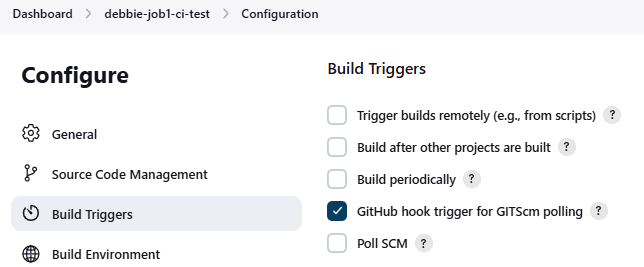 Dashboard > debbie-job1-ci-test > Configuration
Configure
General
Source Code Management
Build Triggers
Build Environment
Build Triggers
Trigger builds remotely (e.g., from scripts) ?
Build after other projects are built ?
Build periodically ?
GitHub hook trigger for GITScm polling ?
Poll SCM ?